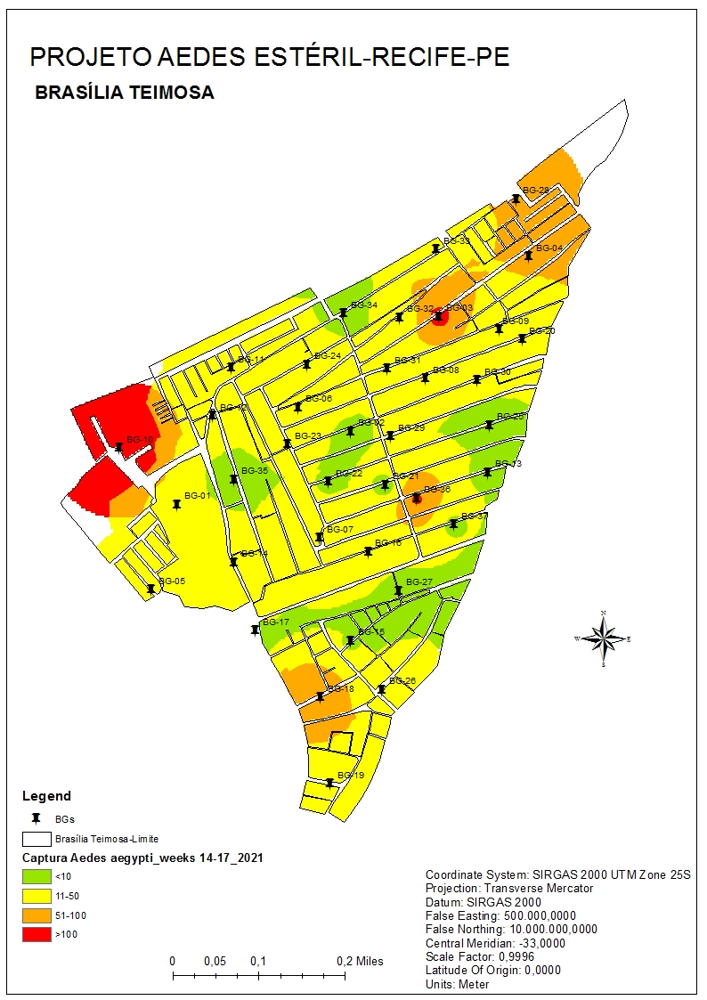 PROJETO AEDES ESTÉRIL-RECIFE-PE
BRASÍLIA TEIMOSA
BG-28
BG-04
BG-33
BG-34
BG-32
BG-03
BG-09
BG-20
BG-11
BG-24
BG-31
BG-08
BG-30
BG-12
BG-06
BG-02
BG-29
BG-25
BG-10
BG-23
BG-35
BG-22
BG-21
BG-13
BG-01
BG-36
BG-07
BG-37
BG-14
BG-16
BG-05
BG-27
BG-17
BG-15
BG-18
BG-26
BG-19
N
W E
S
Legend
BGs
Brasília Teimosa-Limite
Captura Aedes aegypti_weeks 14-17_2021
<10
11-50
51-100
>100
0 0,05 0,1 0,2 Miles
Coordinate System: SIRGAS 2000 UTM Zone 25S
Projection: Transverse Mercator
Datum: SIRGAS 2000
False Easting: 500.000,0000
False Northing: 10.000.000,0000
Central Meridian: -33,0000
Scale Factor: 0,9996
Latitude Of Origin: 0,0000
Units: Meter